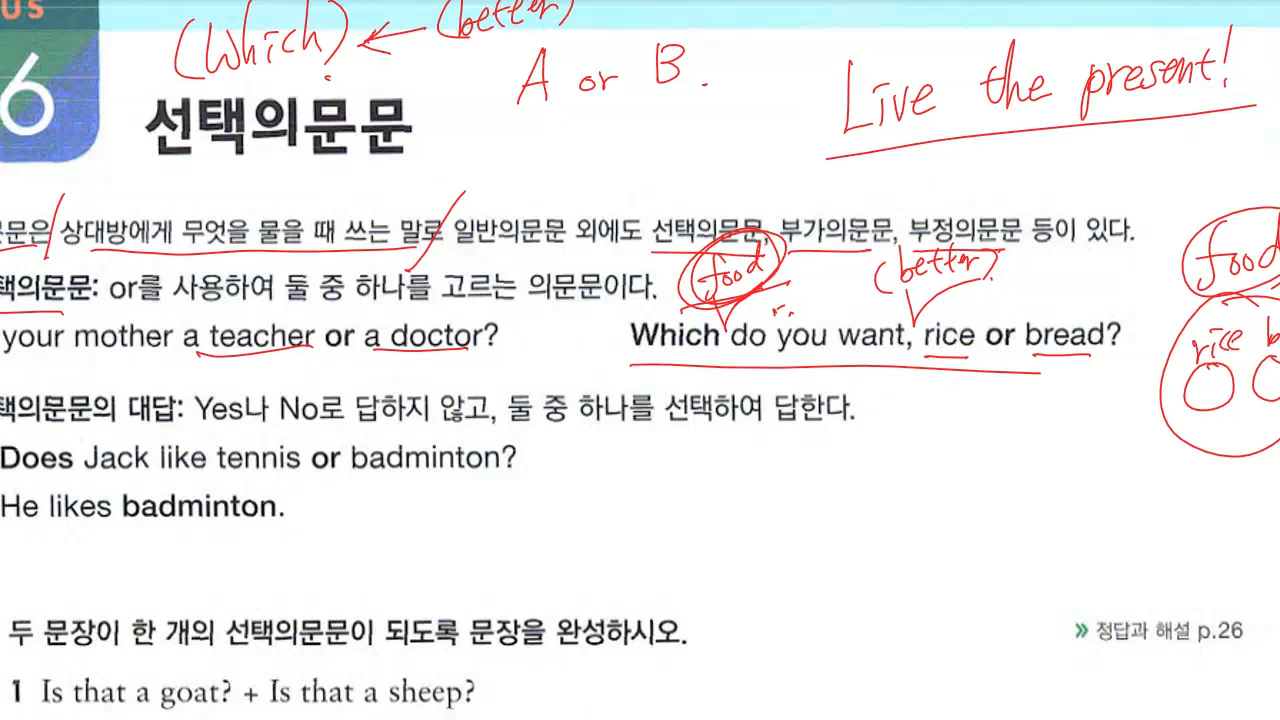 US
(Which) ← (better)
A or B.
Live the present!
6
선택의문문
문문은 상대방에게 무엇을 물을 때 쓰는 말로 일반의문문 외에도 선택의문문, 부가의문문, 부정의문문 등이 있다.
food
(better)
food
택의문문: or를 사용하여 둘 중 하나를 고르는 의문문이다.
your mother a teacher or a doctor?
Which do you want, rice or bread?
rice b
택의문문의 대답: Yes나 No로 답하지 않고, 둘 중 하나를 선택하여 답한다.
Does Jack like tennis or badminton?
He likes badminton.
두 문장이 한 개의 선택의문문이 되도록 문장을 완성하시오.
» 정답과 해설 p.26
1 Is that a goat? + Is that a sheep?